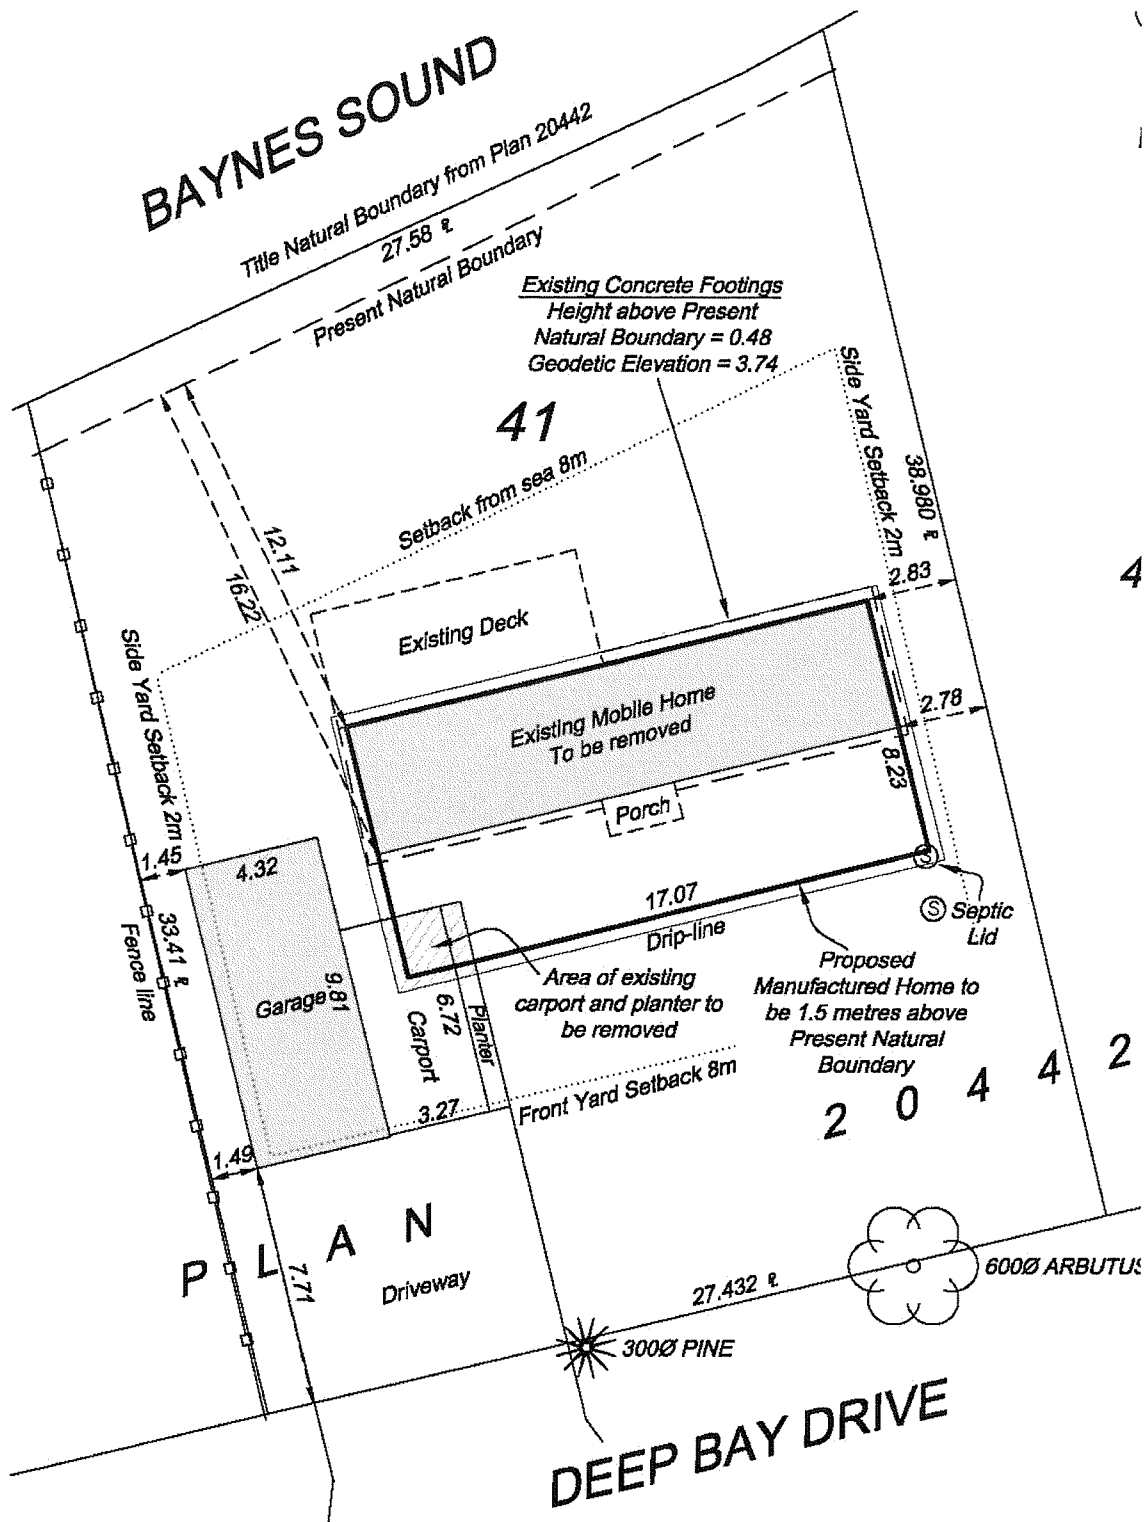 BAYNES SOUND
Title Natural Boundary from Plan 20442
27.58 ℄
Present Natural Boundary
Existing Concrete Footings
Height above Present
Natural Boundary = 0.48
Geodetic Elevation = 3.74
41
Setback from sea 8m
Side Yard Setback 2m
38.980 ℄
12.11
16.22
2.83
4
Existing Deck
Side Yard Setback 2m
Existing Mobile Home
To be removed
2.78
8.23
Porch
1.45
4.32
17.07
Drip-line
S
S Septic
Lid
33.41 ℄
Fence line
Garage
9.81
Area of existing
carport and planter to
be removed
Proposed
Manufactured Home to
be 1.5 metres above
Present Natural
Boundary
6.72
Carport
Planter
3.27
Front Yard Setback 8m
1.49
PLAN 20442
7.71
Driveway
27.432 ℄
600Ø ARBUTUS
300Ø PINE
DEEP BAY DRIVE